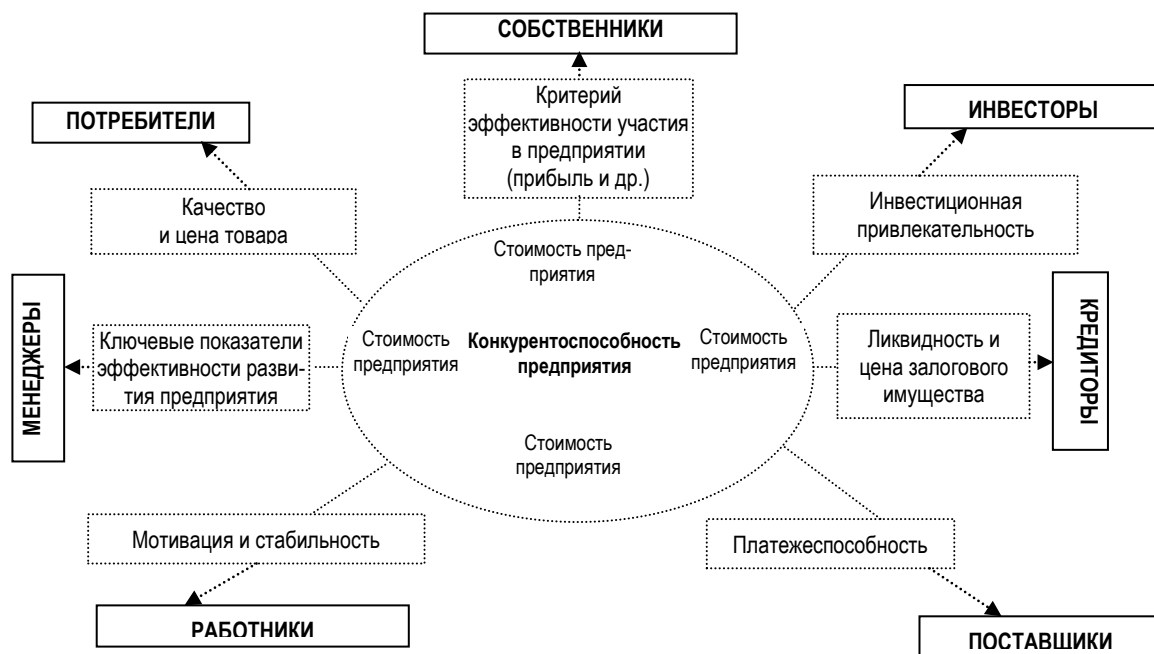 СОБСТВЕННИКИ
Критерий
эффективности участия
в предприятии
(прибыль и др.)
ПОТРЕБИТЕЛИ
ИНВЕСТОРЫ
Качество
и цена товара
Инвестиционная
привлекательность
Стоимость пред-
приятия
МЕНЕДЖЕРЫ
Ключевые показатели
эффективности разви-
тия предприятия
Стоимость
предприятия
Конкурентоспособность
предприятия
Стоимость
предприятия
Ликвидность и
цена залогового
имущества
КРЕДИТОРЫ
Стоимость
предприятия
Мотивация и стабильность
Платежеспособность
РАБОТНИКИ
ПОСТАВЩИКИ